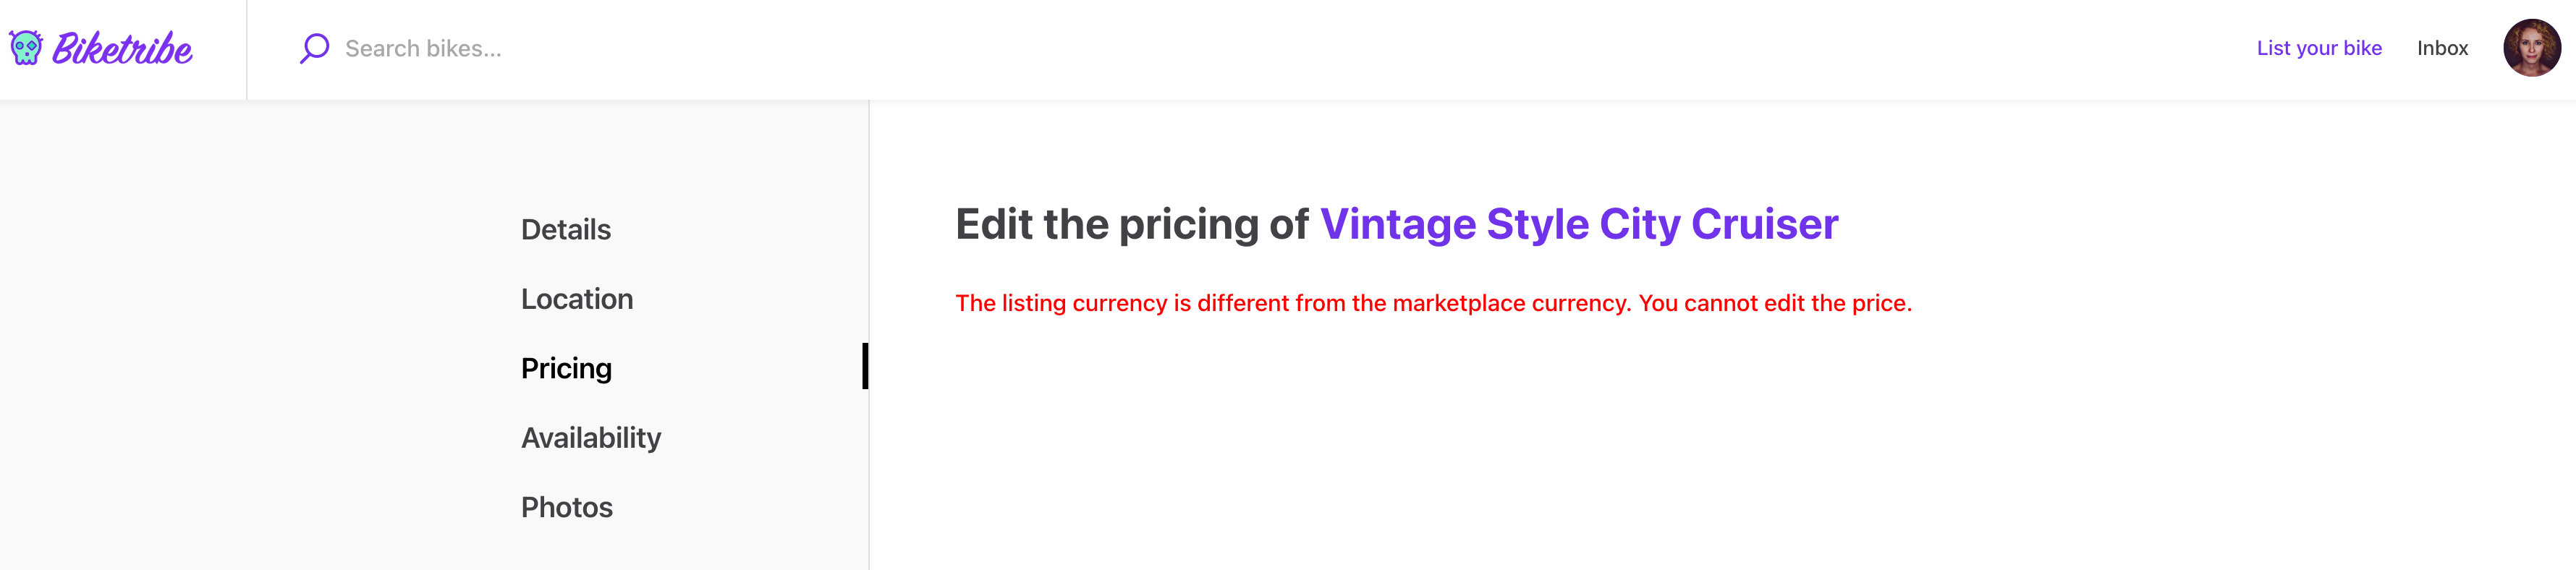 Biketribe
Search bikes...
List your bike
Inbox
Details
Location
Pricing
Availability
Photos
Edit the pricing of Vintage Style City Cruiser
The listing currency is different from the marketplace currency. You cannot edit the price.